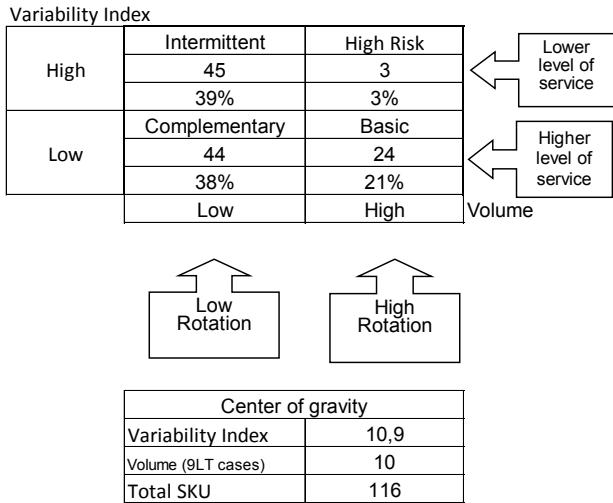 Variability Index
Intermittent High Risk
High 45 3
39% 3%
Lower
level of
service
Complementary Basic
Low 44 24
38% 21%
Higher
level of
service
Low High Volume
Low
Rotation
High
Rotation
Center of gravity
Variability Index 10,9
Volume (9LT cases) 10
Total SKU 116